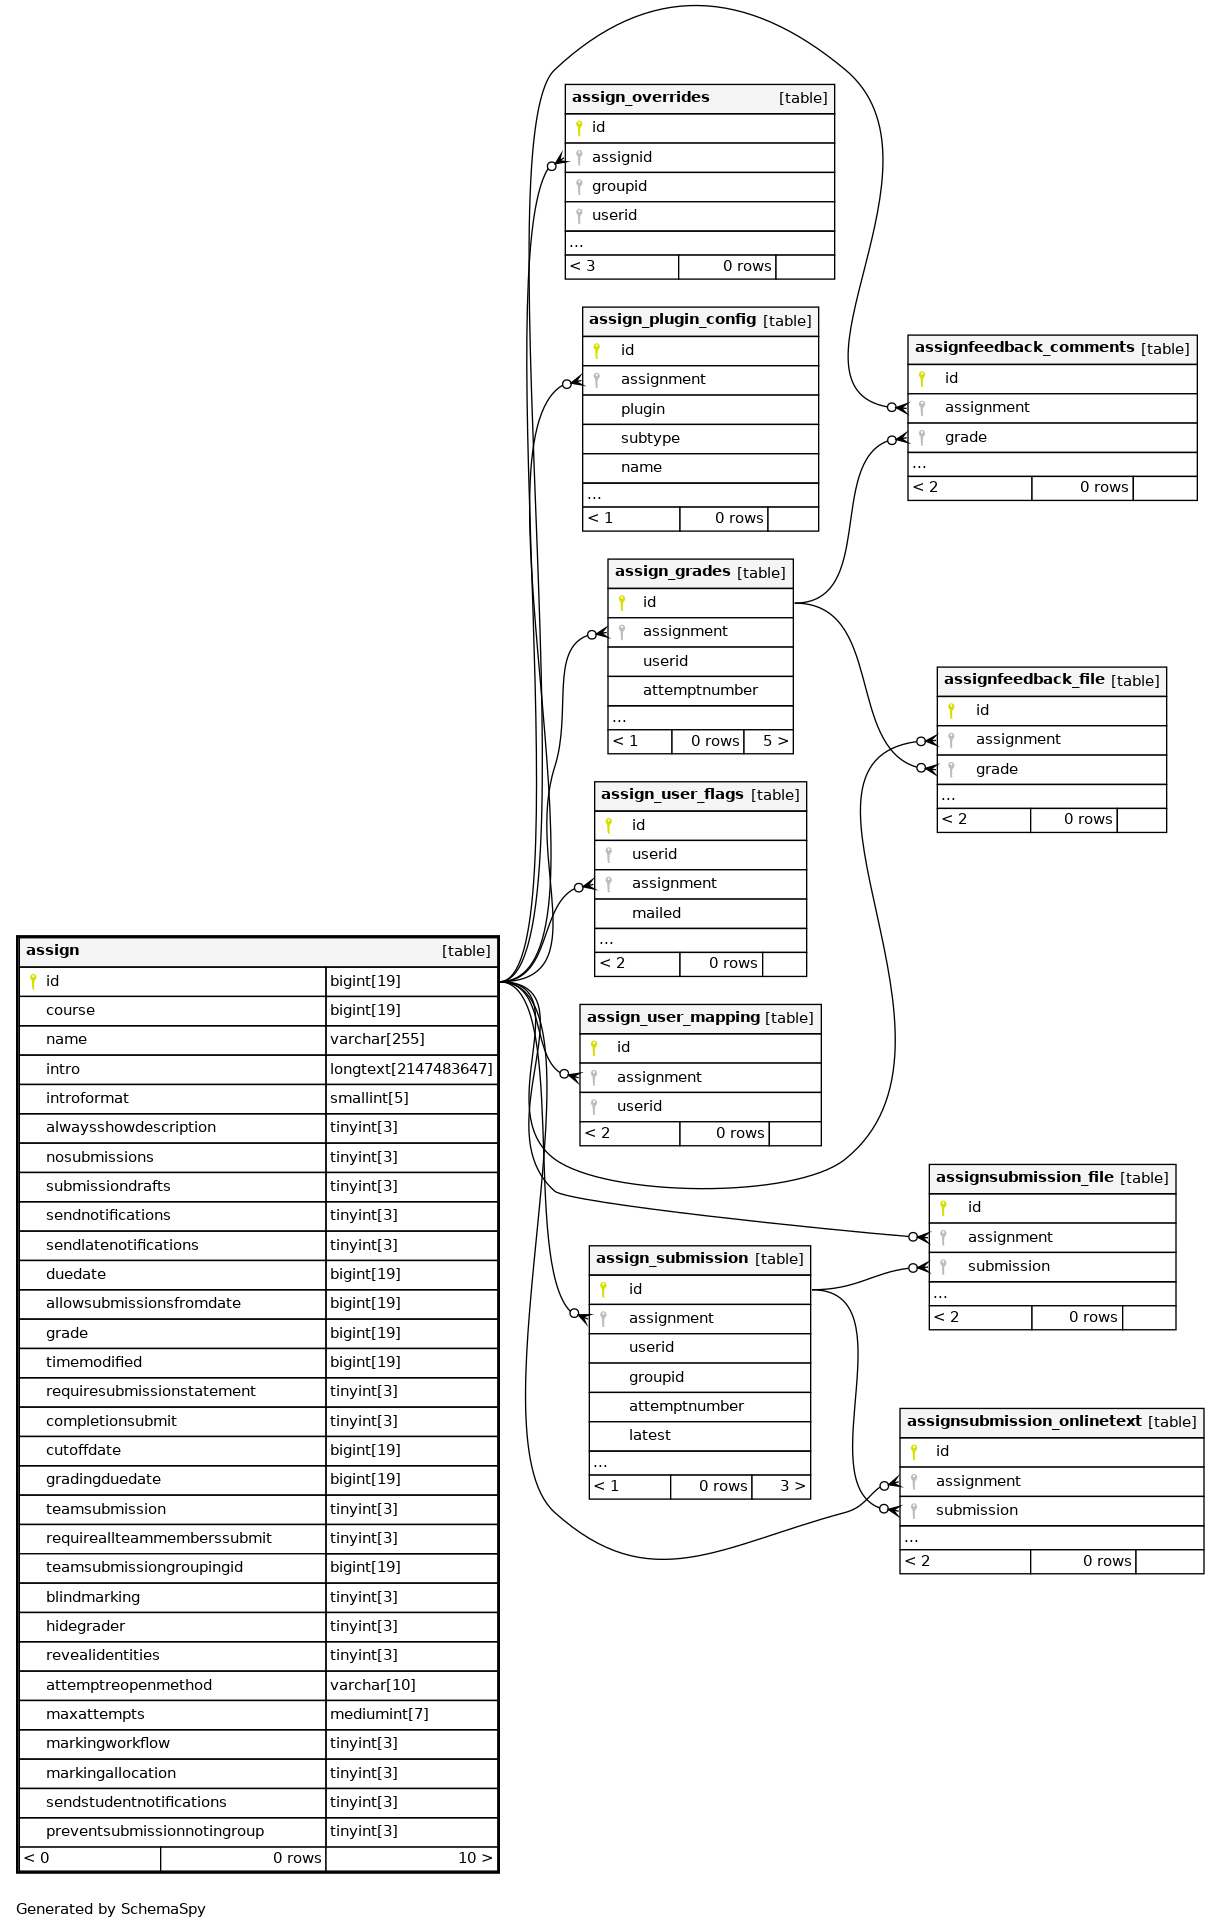 assign_overrides [table]
id
assignid
groupid
userid
...
< 3 0 rows
assign_plugin_config [table]
id
assignment
plugin
subtype
name
...
< 1 0 rows
assignfeedback_comments [table]
id
assignment
grade
...
< 2 0 rows
assign_grades [table]
id
assignment
userid
attemptnumber
...
< 1 0 rows 5 >
assignfeedback_file [table]
id
assignment
grade
...
< 2 0 rows
assign_user_flags [table]
id
userid
assignment
mailed
...
< 2 0 rows
assign [table]
id bigint[19]
course bigint[19]
name varchar[255]
intro longtext[2147483647]
introformat smallint[5]
alwaysshowdescription tinyint[3]
nosubmissions tinyint[3]
submissiondrafts tinyint[3]
sendnotifications tinyint[3]
sendlatenotifications tinyint[3]
duedate bigint[19]
allowsubmissionsfromdate bigint[19]
grade bigint[19]
timemodified bigint[19]
requiresubmissionstatement tinyint[3]
completionsubmit tinyint[3]
cutoffdate bigint[19]
gradingduedate bigint[19]
teamsubmission tinyint[3]
requireallteammemberssubmit tinyint[3]
teamsubmissiongroupingid bigint[19]
blindmarking tinyint[3]
hidegrader tinyint[3]
revealidentities tinyint[3]
attemptreopenmethod varchar[10]
maxattempts mediumint[7]
markingworkflow tinyint[3]
markingallocation tinyint[3]
sendstudentnotifications tinyint[3]
preventsubmissionnotingroup tinyint[3]
< 0 0 rows 10 >
assign_user_mapping [table]
id
assignment
userid
< 2 0 rows
assignsubmission_file [table]
id
assignment
submission
...
< 2 0 rows
assign_submission [table]
id
assignment
userid
groupid
attemptnumber
latest
...
< 1 0 rows 3 >
assignsubmission_onlinetext [table]
id
assignment
submission
...
< 2 0 rows
Generated by SchemaSpy